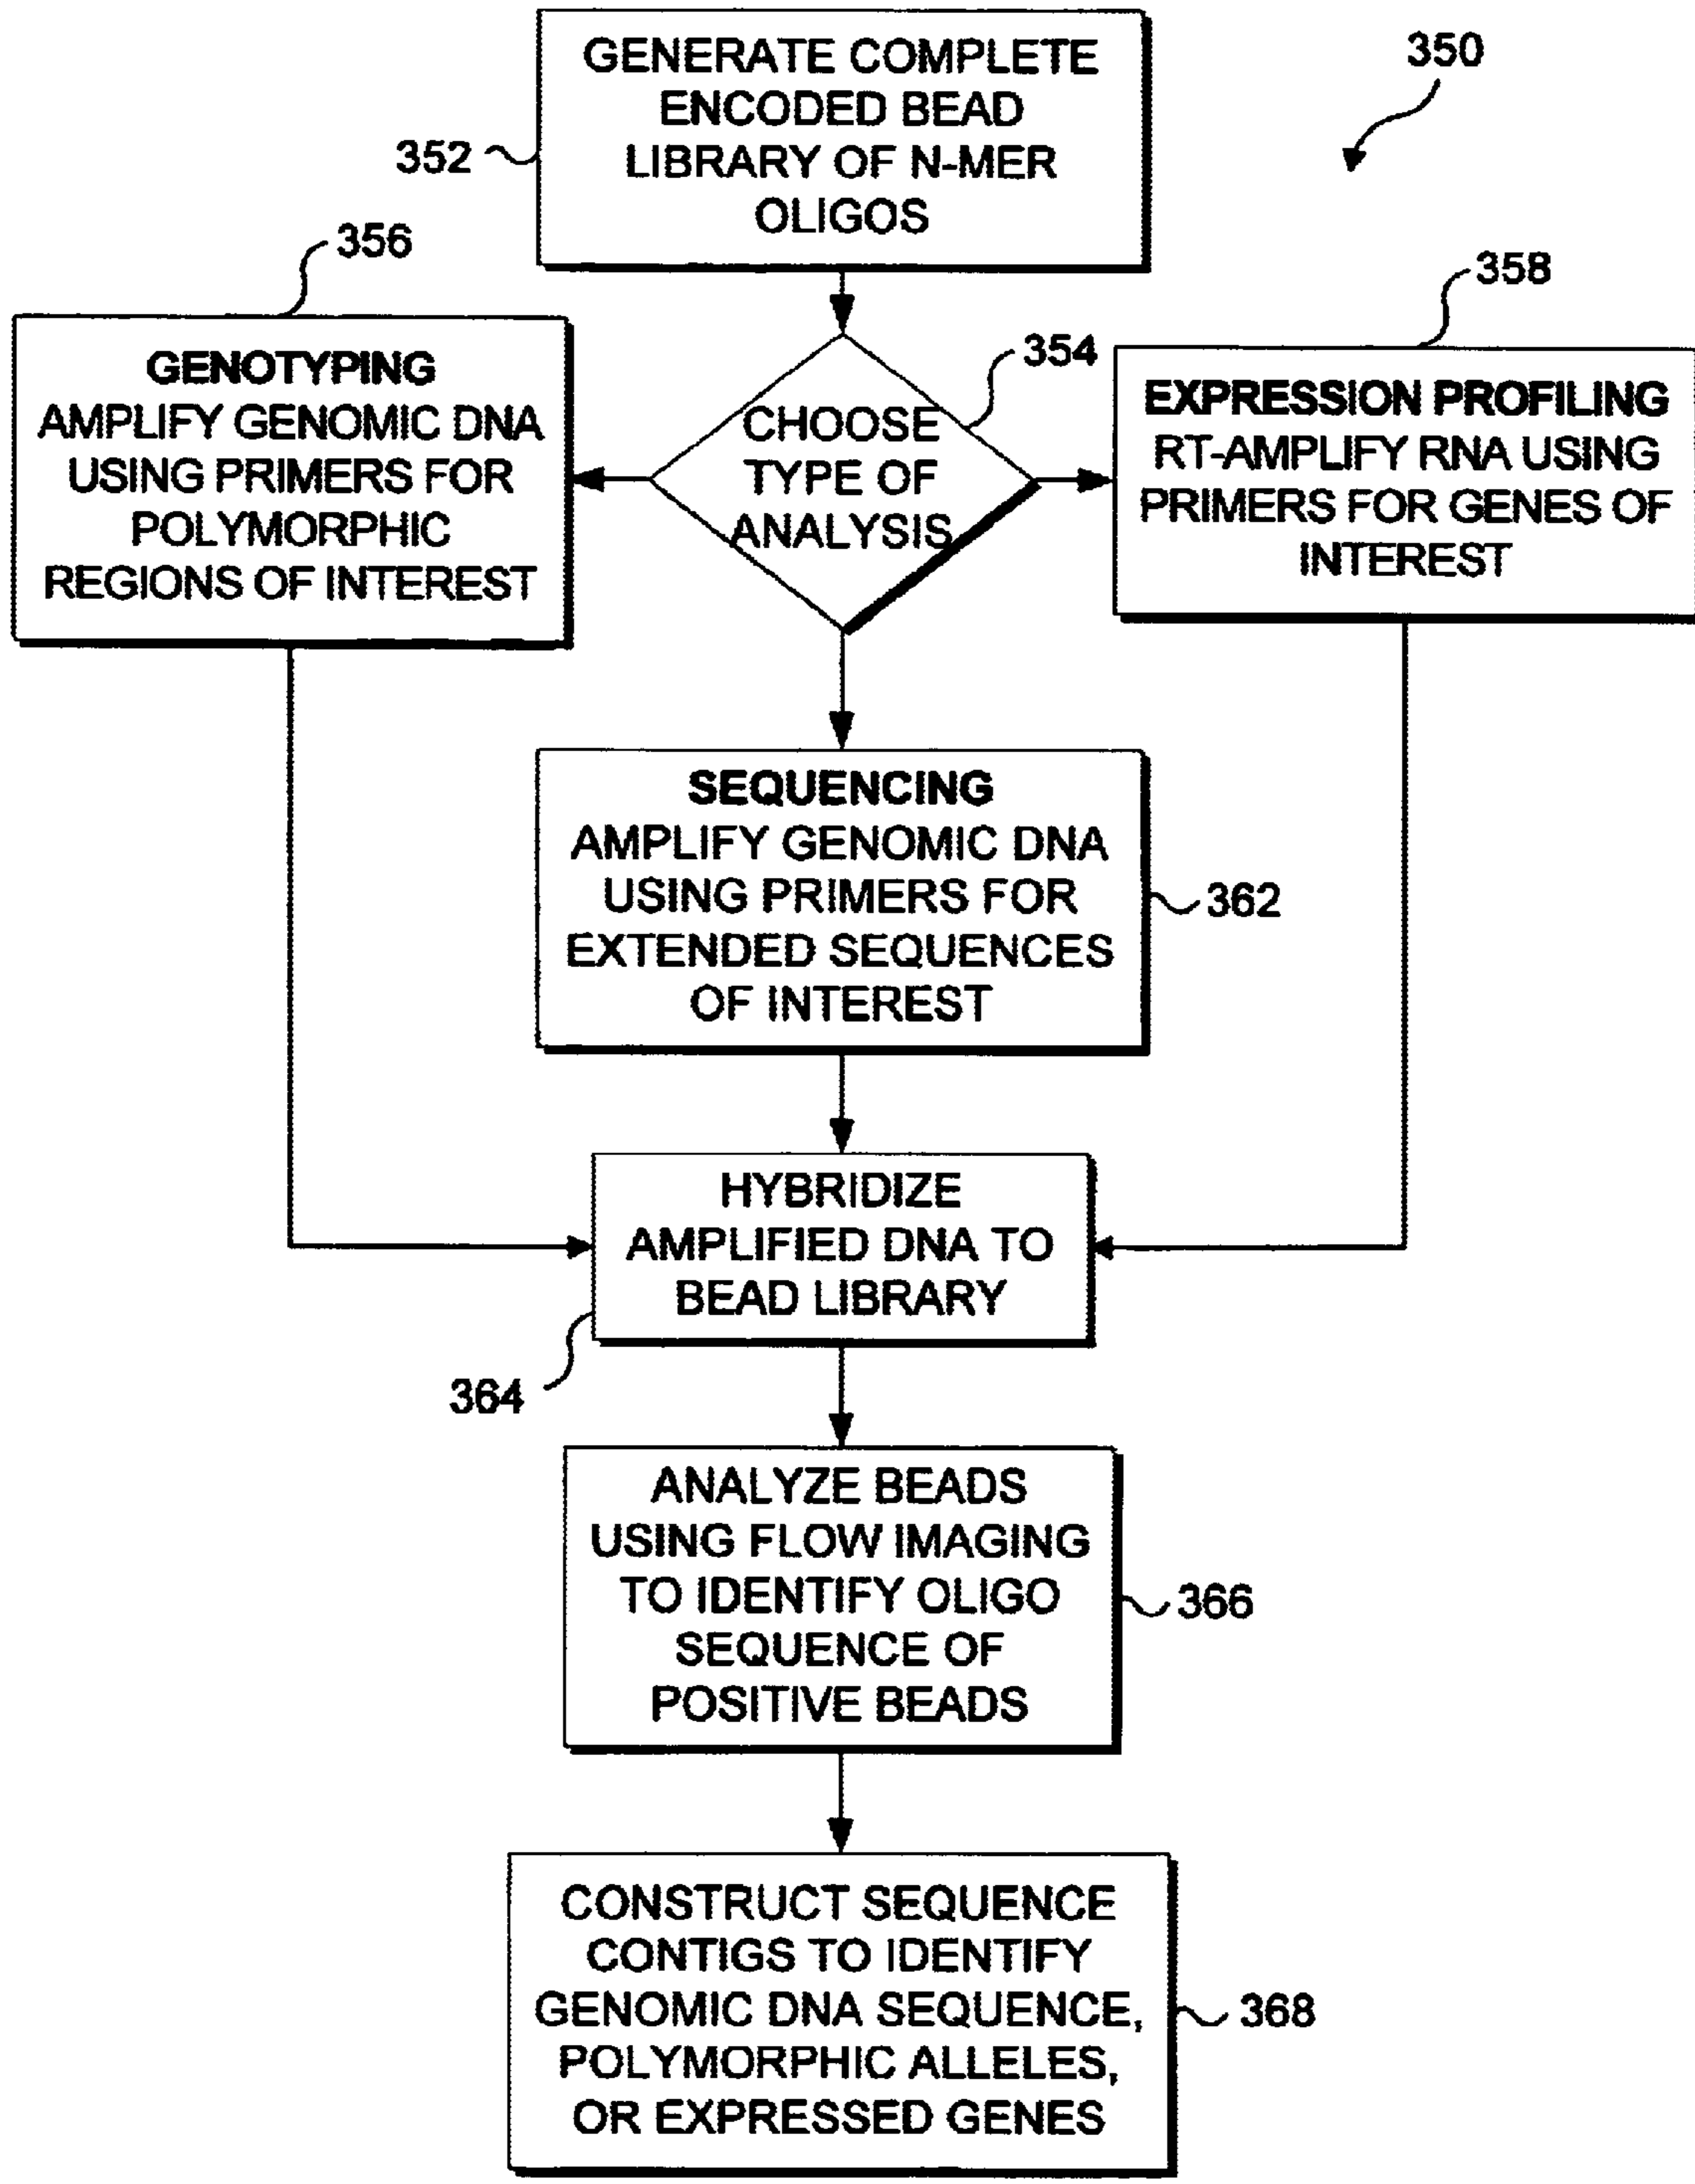 GENERATE COMPLETE
ENCODED BEAD
LIBRARY OF N-MER
OLIGOS
350
352
356
358
354
GENOTYPING
AMPLIFY GENOMIC DNA
USING PRIMERS FOR
POLYMORPHIC
REGIONS OF INTEREST
CHOOSE
TYPE OF
ANALYSIS
EXPRESSION PROFILING
RT-AMPLIFY RNA USING
PRIMERS FOR GENES OF
INTEREST
SEQUENCING
AMPLIFY GENOMIC DNA
USING PRIMERS FOR
EXTENDED SEQUENCES
OF INTEREST
362
HYBRIDIZE
AMPLIFIED DNA TO
BEAD LIBRARY
364
ANALYZE BEADS
USING FLOW IMAGING
TO IDENTIFY OLIGO
SEQUENCE OF
POSITIVE BEADS
366
CONSTRUCT SEQUENCE
CONTIGS TO IDENTIFY
GENOMIC DNA SEQUENCE,
POLYMORPHIC ALLELES,
OR EXPRESSED GENES
368